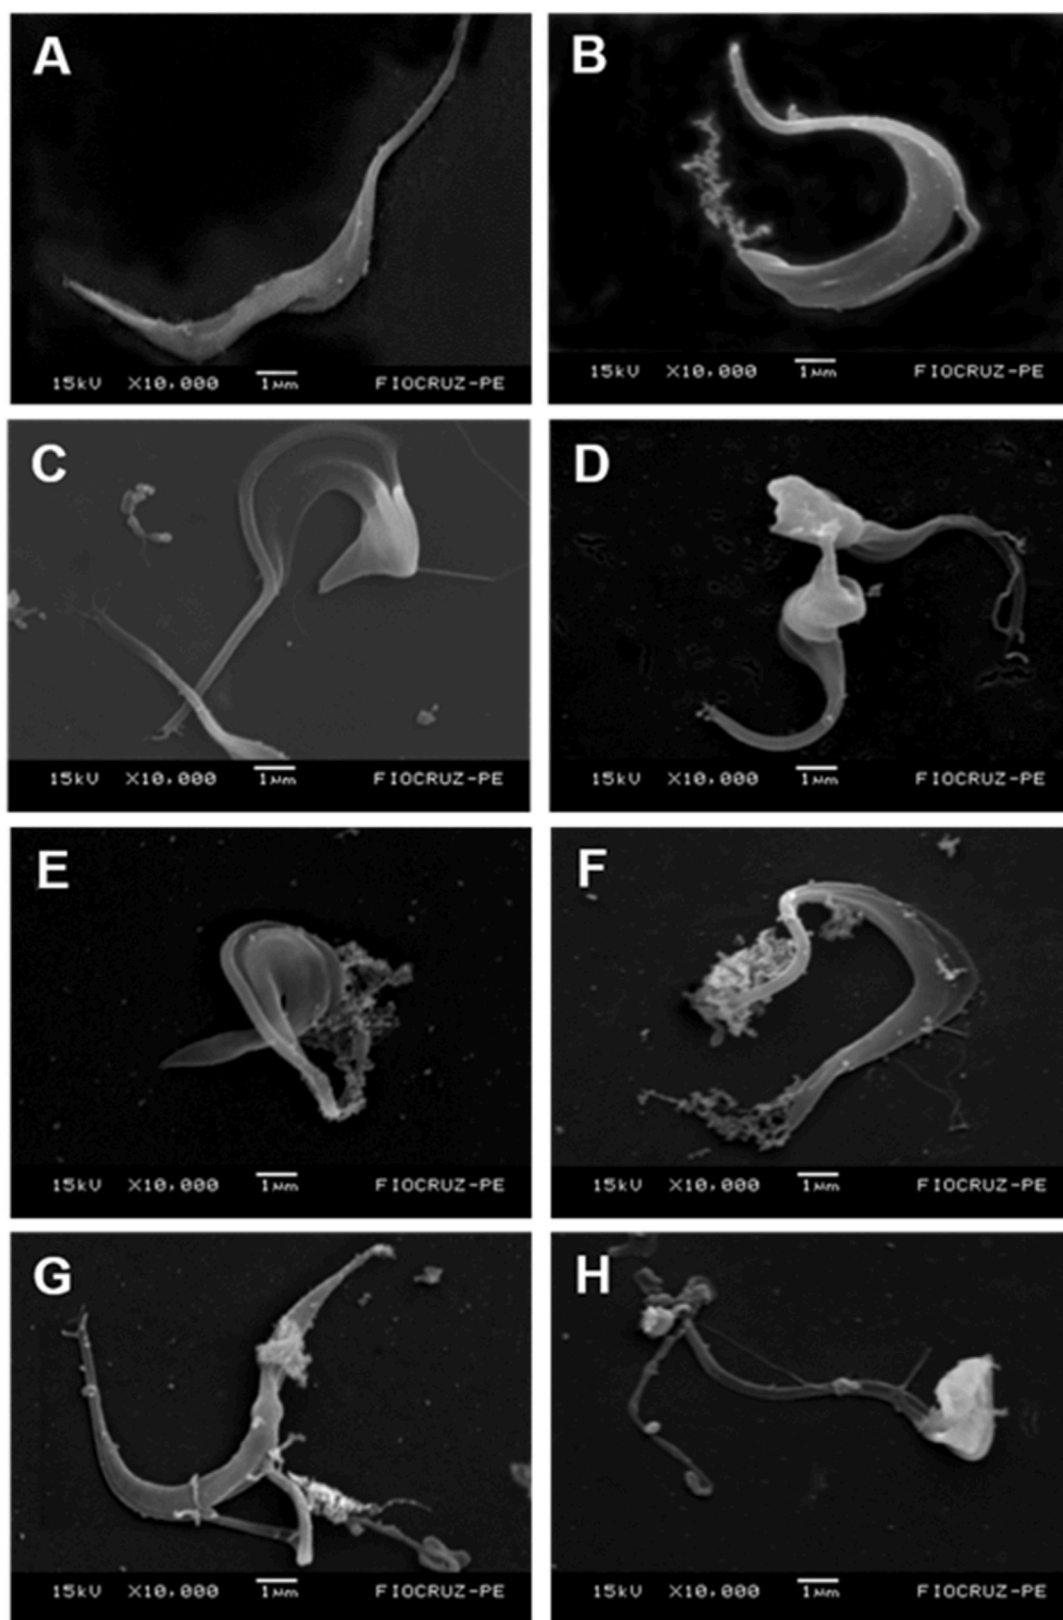 A
15kV X10,000 1µm FIOCRUZ-PE
B
15kV X10,000 1µm FIOCRUZ-PE
C
15kV X10,000 1µm FIOCRUZ-PE
D
15kV X10,000 1µm FIOCRUZ-PE
E
15kV X10,000 1µm FIOCRUZ-PE
F
15kV X10,000 1µm FIOCRUZ-PE
G
15kV X10,000 1µm FIOCRUZ-PE
H
15kV X10,000 1µm FIOCRUZ-PE